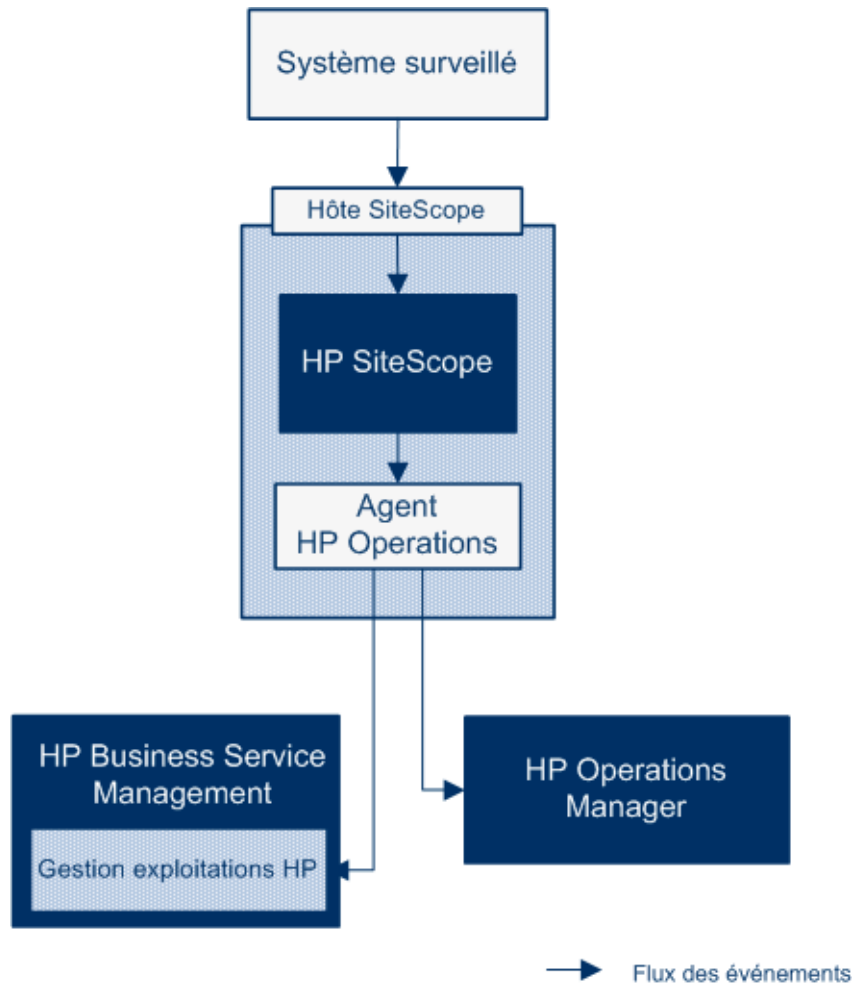 Système surveillé
Hôte SiteScope
HP SiteScope
Agent
HP Operations
HP Business Service
Management
Gestion exploitations HP
HP Operations
Manager
Flux des événements